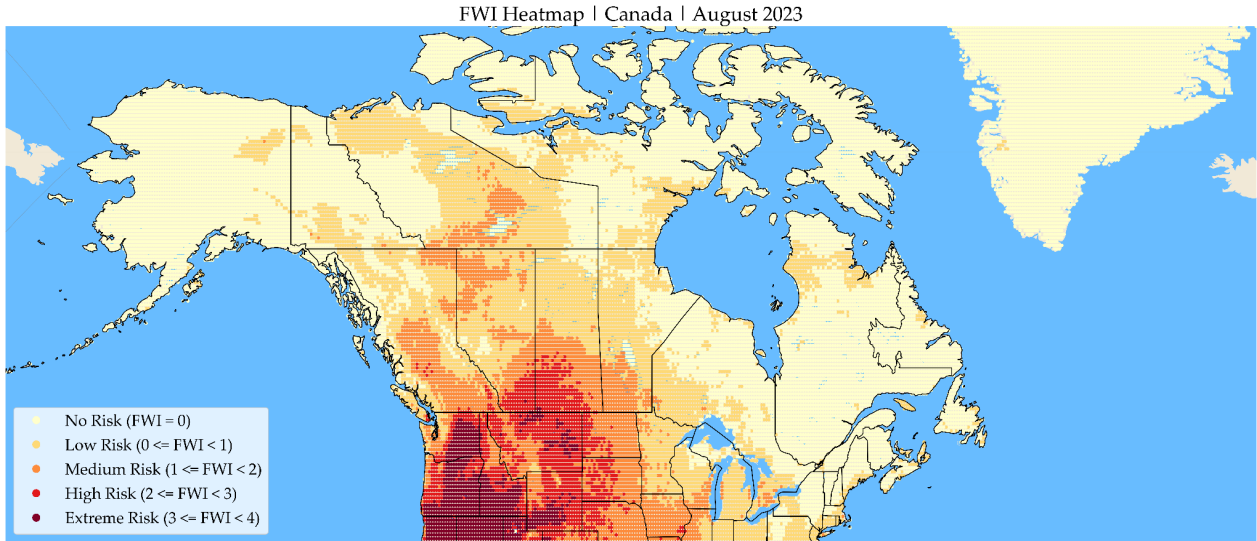 FWI Heatmap | Canada | August 2023
No Risk (FWI = 0)
Low Risk (0 <= FWI < 1)
Medium Risk (1 <= FWI < 2)
High Risk (2 <= FWI < 3)
Extreme Risk (3 <= FWI < 4)